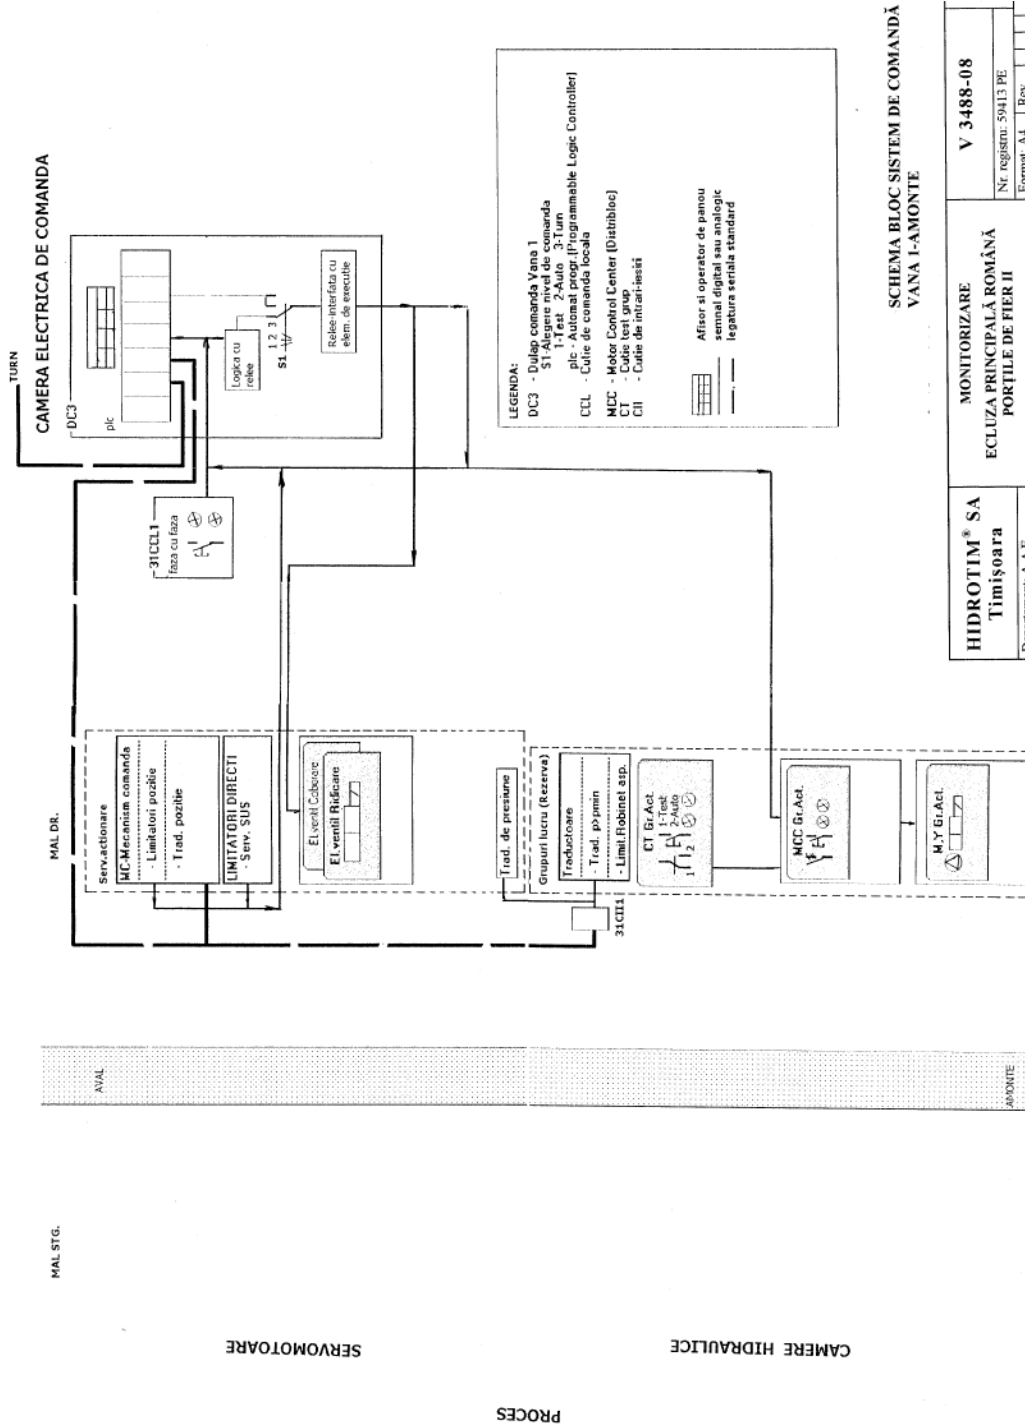 TURN
CAMERA ELECTRICA DE COMANDA
DC3
plc
Logica cu
relee
S1 1 2 3
Relee-interfata cu
elem. de executie
31CCL1
faza cu faza
MAL DR.
Serv.actionare
MC-Mecanism comanda
- Limitatori pozitie
- Trad. pozitie
LIMITATORI DIRECTI
- Serv. SUS
El.ventil Coborare
El.ventil Ridicare
Trad. de presiune
Grupuri lucru (Rezerva)
Traductoare
- Trad. p>pmin
- Limit.Robinet asp.
31CII1
CT Gr.Act.
1-Test
2-Auto
1 2
MCC Gr.Act.
M,Y Gr.Act.
LEGENDA:
DC3 - Dulap comanda Vana 1
S1-Alegere nivel de comanda
1-Test 2-Auto 3-Turn
plc - Automat progr.(Programmable Logic Controller)
CCL - Cutie de comanda locala
MCC - Motor Control Center (Distribloc)
CT - Cutie test grup
CII - Cutie de intrari-iesiri
Afisor si operator de panou
semnal digital sau analogic
legatura seriala standard
AVAL
AMONTE
MAL STG.
SERVOMOTOARE
CAMERE HIDRAULICE
PROCES
SCHEMA BLOC SISTEM DE COMANDĂ
VANA 1-AMONTE
HIDROTIM® SA
Timişoara
MONITORIZARE
ECLUZA PRINCIPALĂ ROMÂNĂ
PORŢILE DE FIER II
V 3488-08
Nr. registru: 59413 PE
Format: A4 Rev.